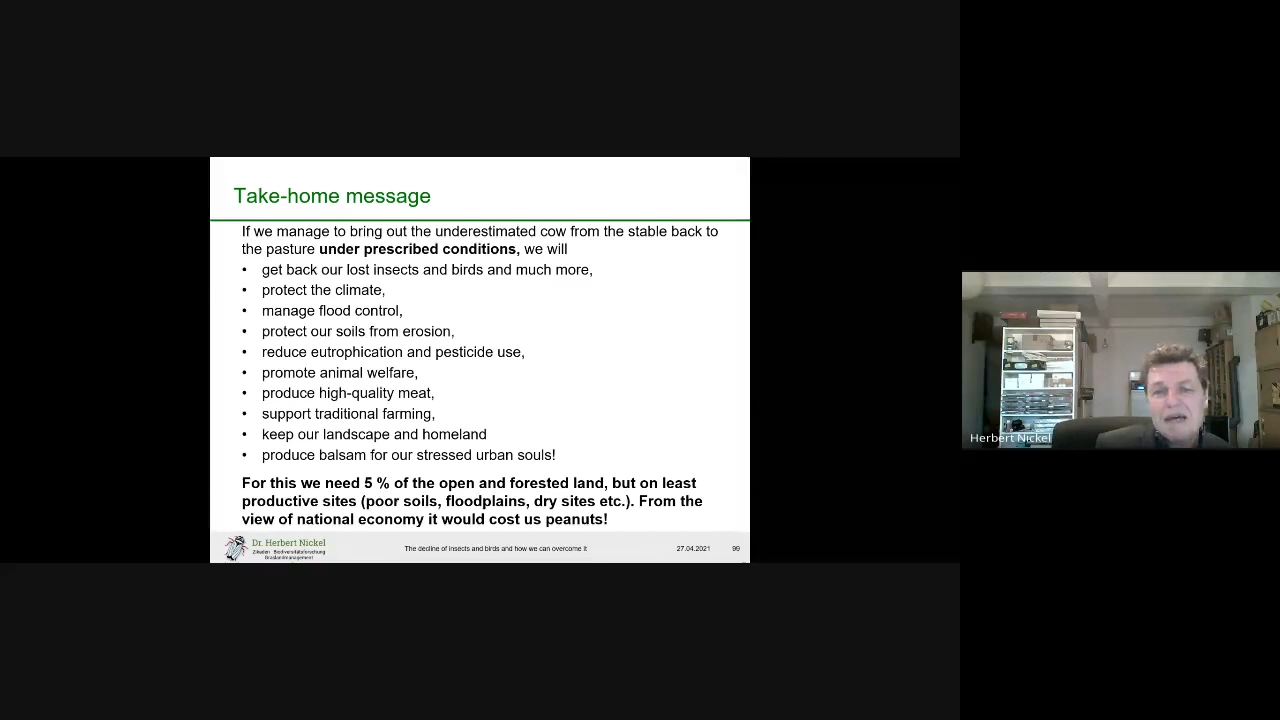 Take-home message
If we manage to bring out the underestimated cow from the stable back to
the pasture under prescribed conditions, we will
• get back our lost insects and birds and much more,
• protect the climate,
• manage flood control,
• protect our soils from erosion,
• reduce eutrophication and pesticide use,
• promote animal welfare,
• produce high-quality meat,
• support traditional farming,
• keep our landscape and homeland
• produce balsam for our stressed urban souls!
For this we need 5 % of the open and forested land, but on least
productive sites (poor soils, floodplains, dry sites etc.). From the
view of national economy it would cost us peanuts!
Dr. Herbert Nickel
Zikaden Biodiversitätsforschung
Graslandmanagement
The decline of insects and birds and how we can overcome it
27.04.2021
99
Herbert Nickel